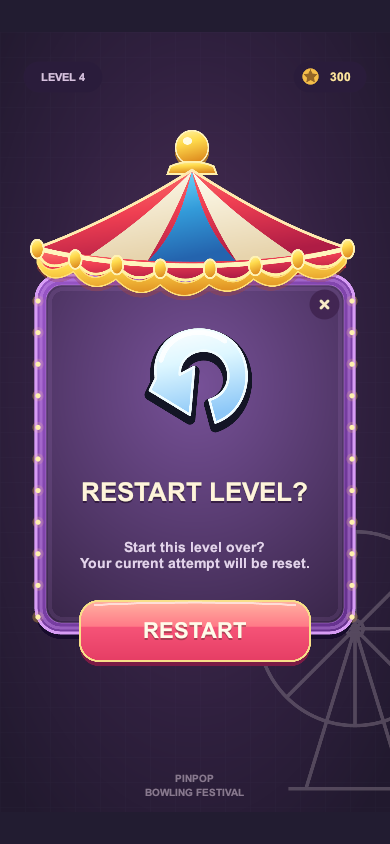 LEVEL 4
300
RESTART LEVEL?
Start this level over?
Your current attempt will be reset.
RESTART
PINPOP
BOWLING FESTIVAL